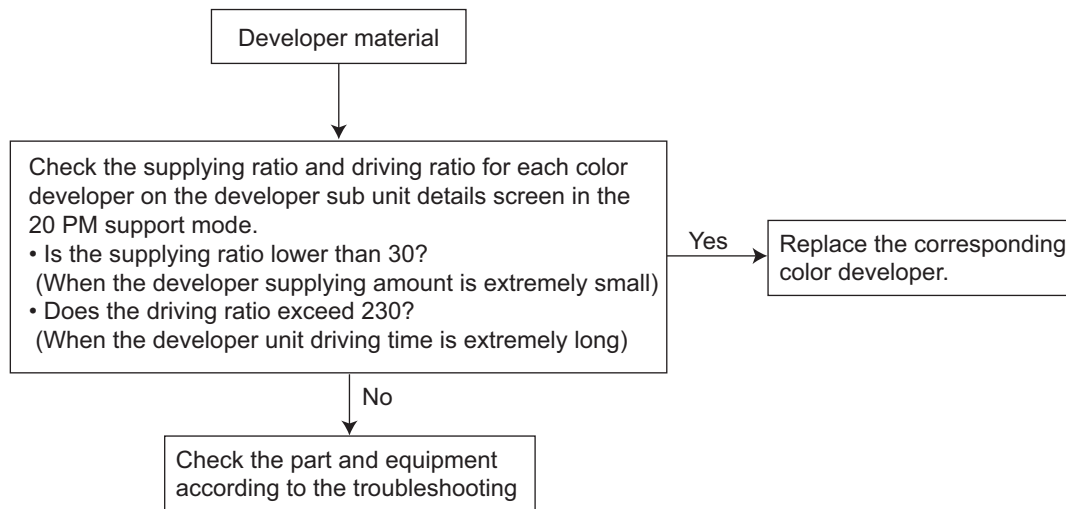 Developer material
Check the supplying ratio and driving ratio for each color
developer on the developer sub unit details screen in the
20 PM support mode.
• Is the supplying ratio lower than 30?
(When the developer supplying amount is extremely small)
• Does the driving ratio exceed 230?
(When the developer unit driving time is extremely long)
Yes
Replace the corresponding
color developer.
No
Check the part and equipment
according to the troubleshooting